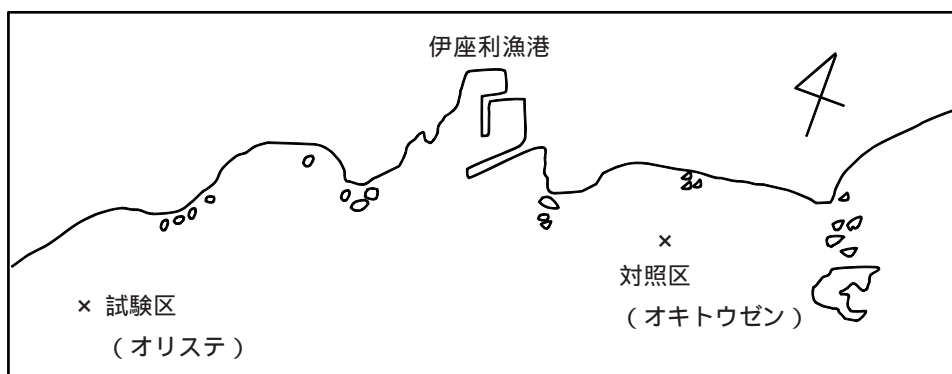 伊座利漁港
× 試験区
（オリステ）
×
対照区
（オキトウゼン）